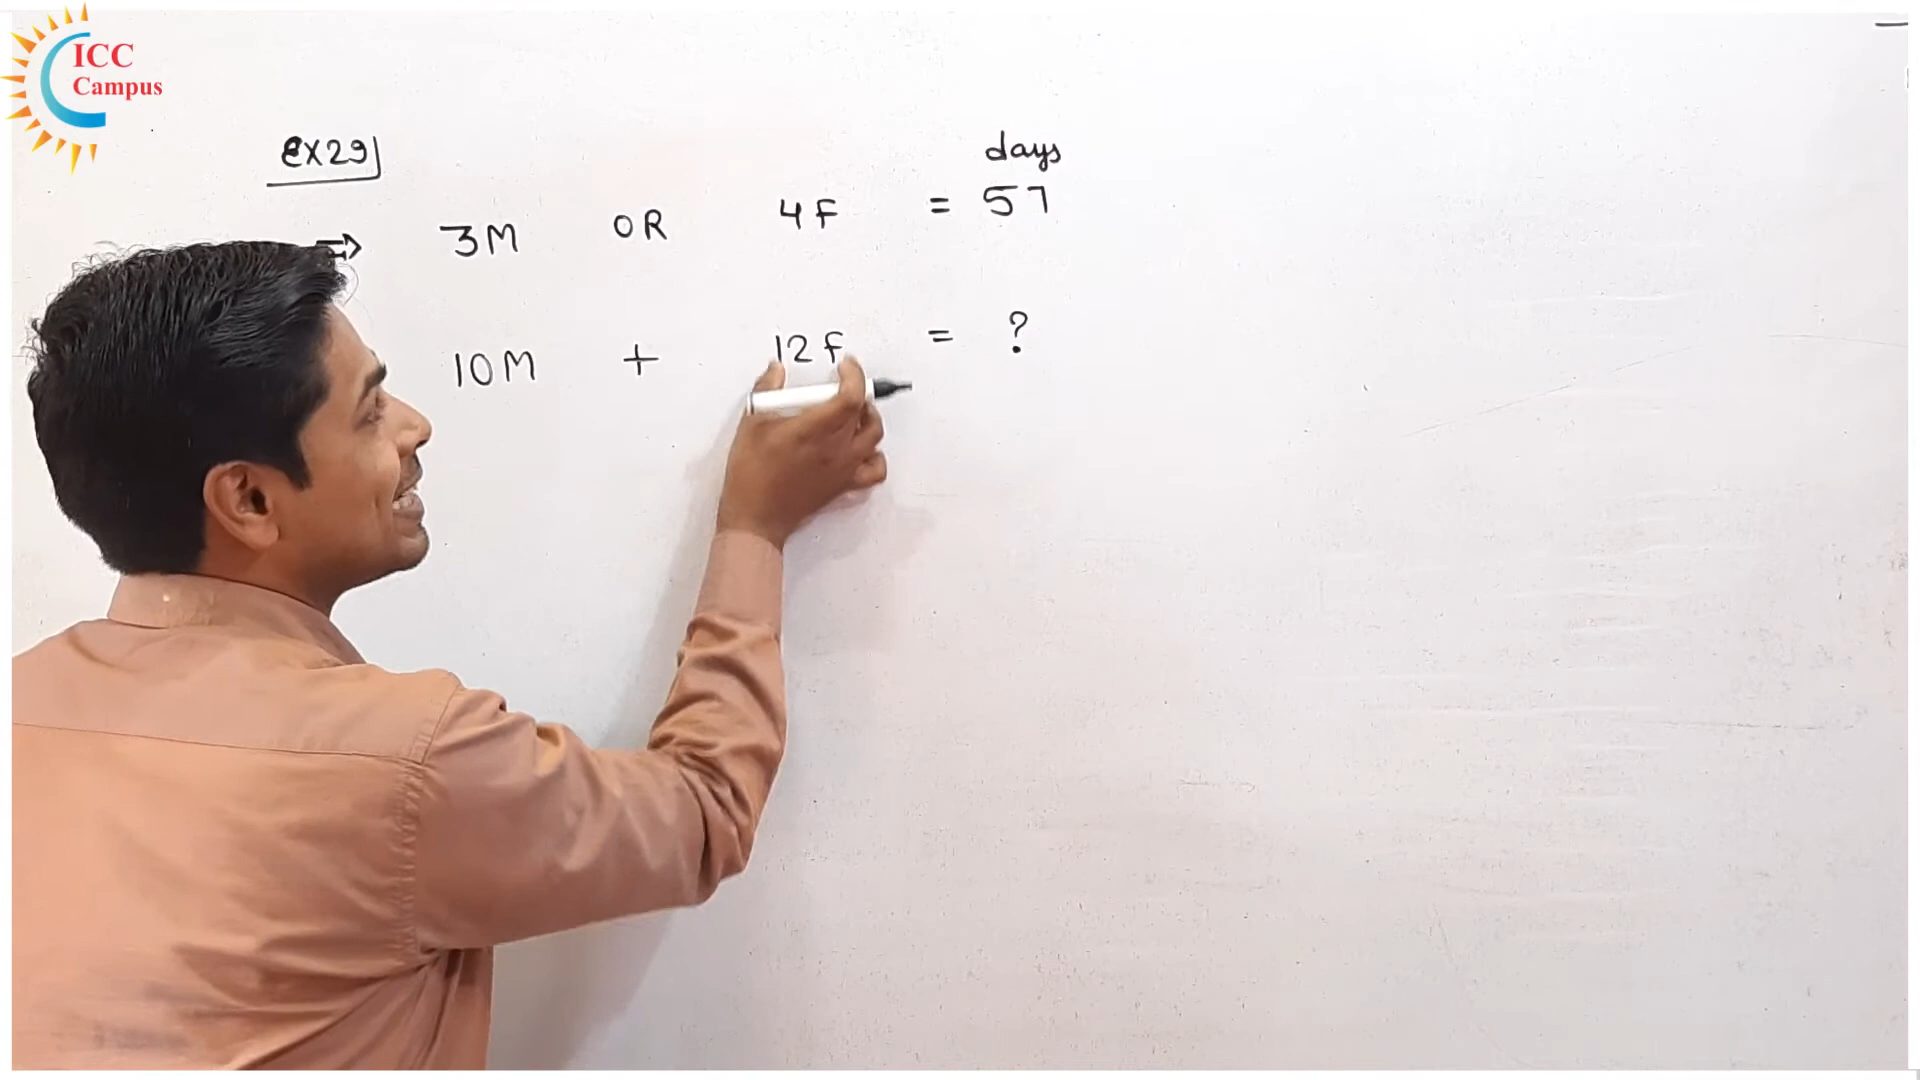 ICC
Campus
ex29
days
⇒ 3M OR 4F = 57
10M + 12F = ?